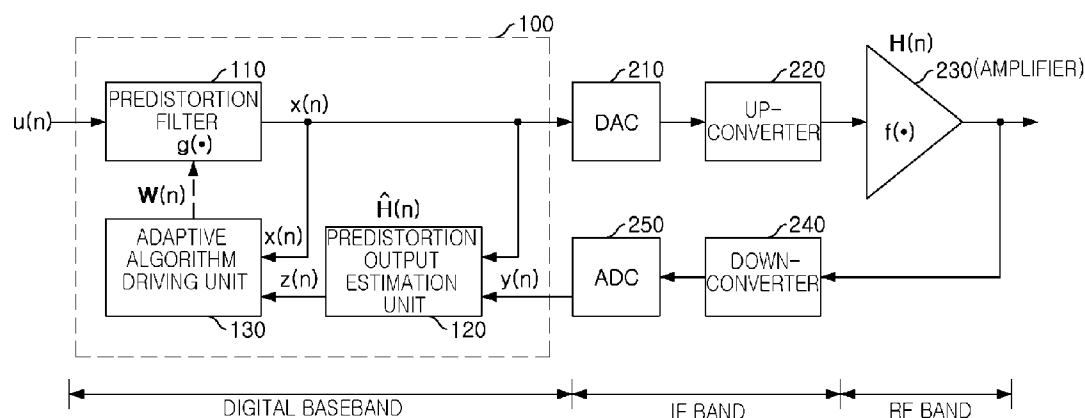 100
110
PREDISTORTION
FILTER
g(•)
u(n)
x(n)
W(n)
210
DAC
220
UP-
CONVERTER
H(n)
230(AMPLIFIER)
f(•)
ADAPTIVE
ALGORITHM
DRIVING UNIT
130
x(n)
z(n)
Ĥ(n)
PREDISTORTION
OUTPUT
ESTIMATION
UNIT
120
y(n)
250
ADC
240
DOWN-
CONVERTER
DIGITAL BASEBAND
IF BAND
RF BAND